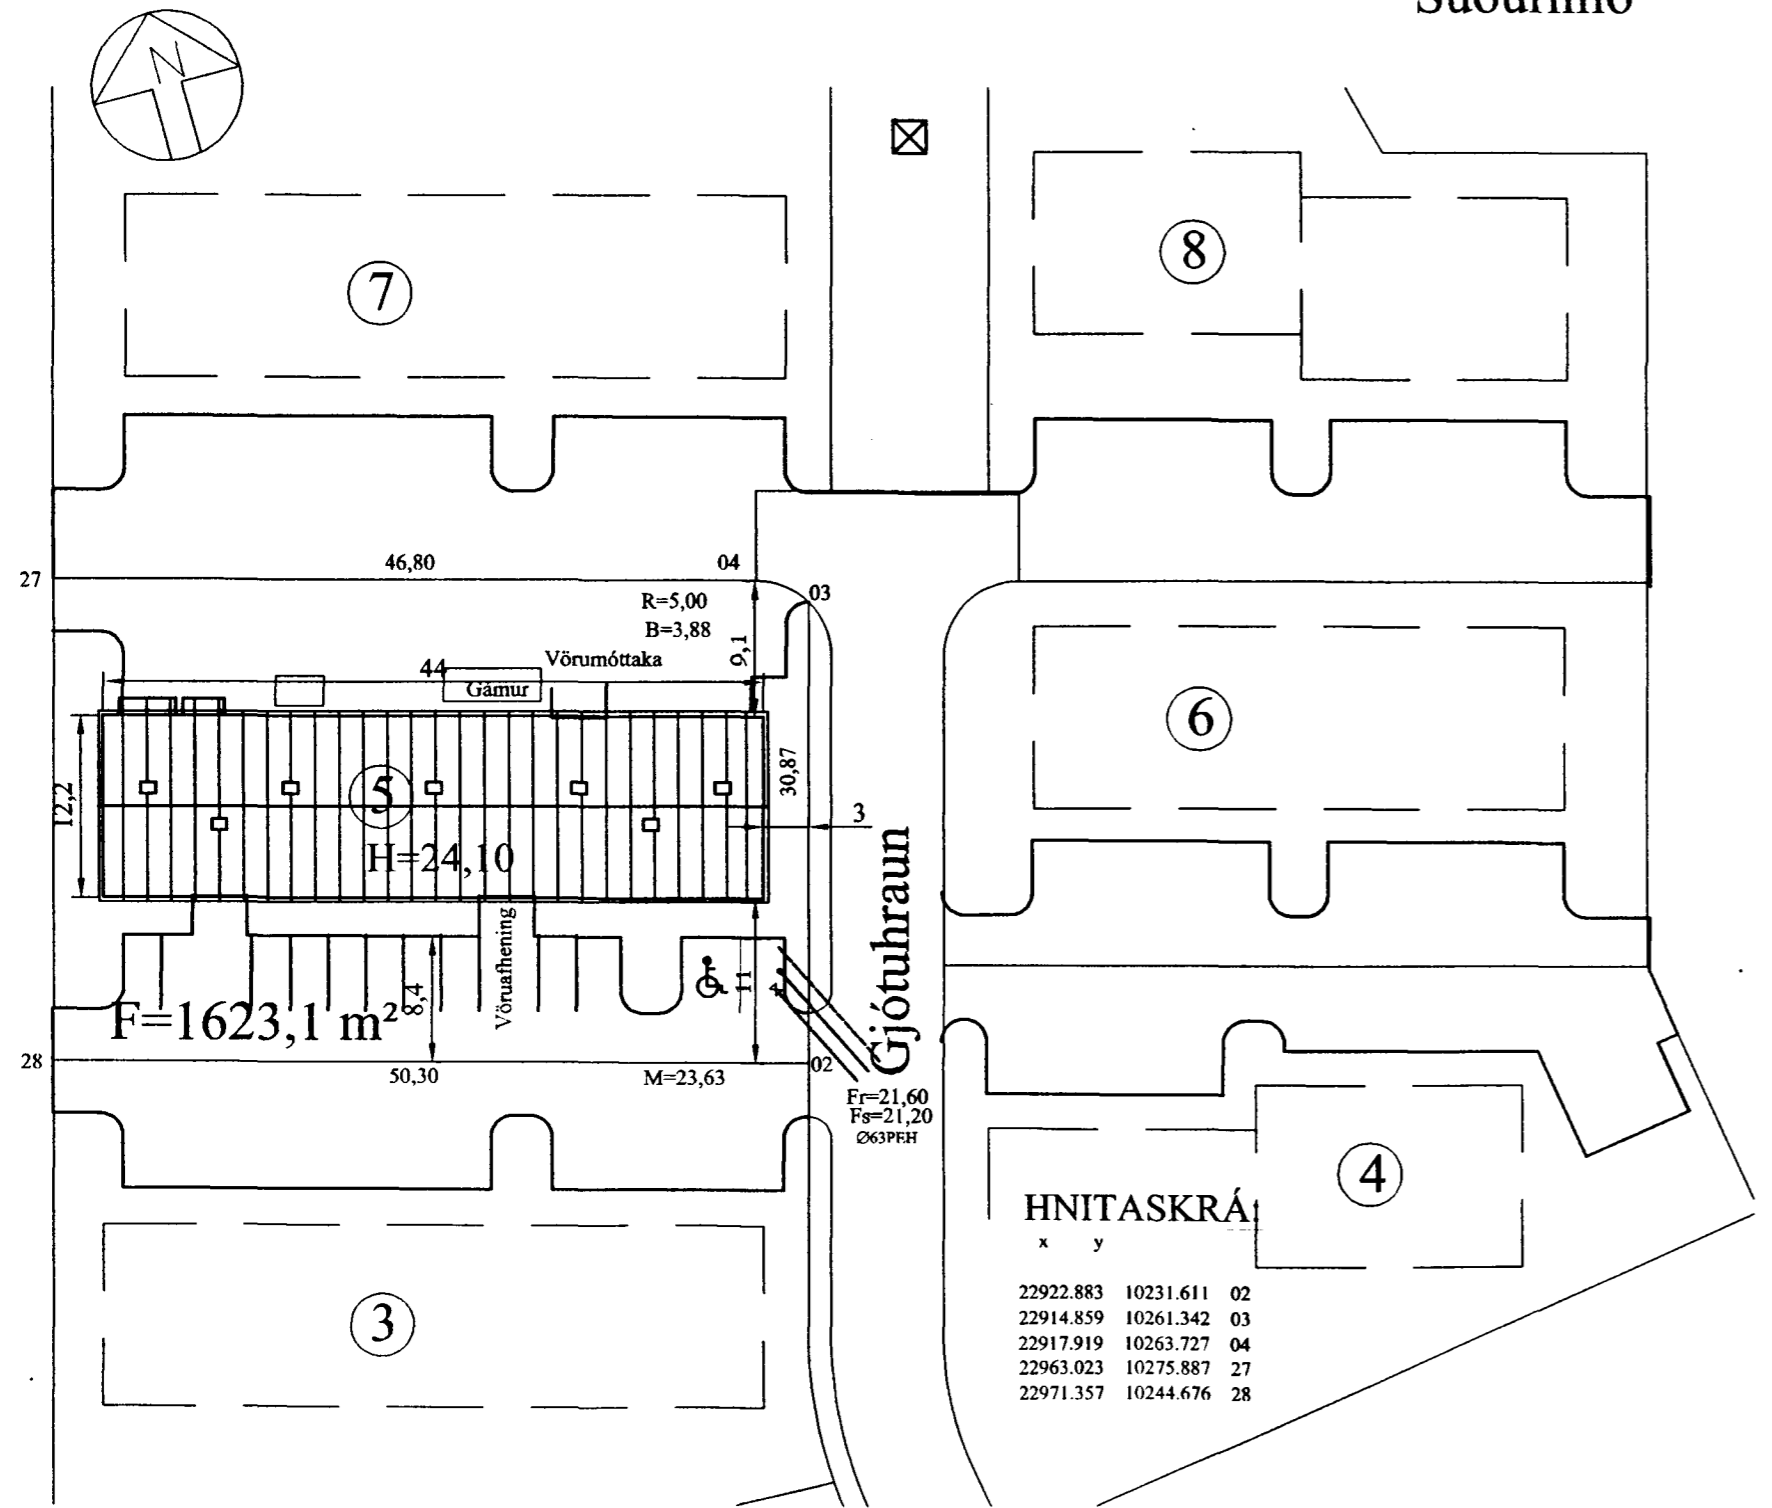 N
7
8
46,80
04
27
03
R=5,00
B=3,88
9,1
Vörumóttaka
44
Gámur
6
30,87
12,2
5
3
H=24,10
Gjótuhraun
Vöruafhening
11
8,4
F=1623,1 m²
28
02
50,30
M=23,63
Fr=21,60
Fs=21,20
Ø63PEH
4
HNITASKRÁ
x y
22922.883 10231.611 02
22914.859 10261.342 03
22917.919 10263.727 04
22963.023 10275.887 27
22971.357 10244.676 28
3